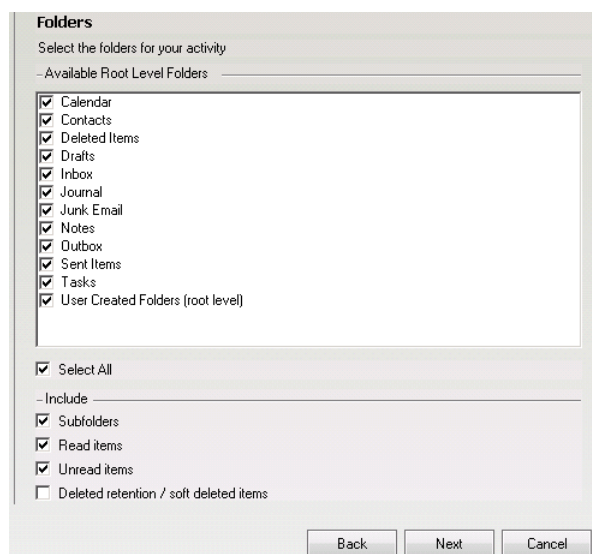 Folders
Select the folders for your activity
Available Root Level Folders
Calendar
Contacts
Deleted Items
Drafts
Inbox
Journal
Junk Email
Notes
Outbox
Sent Items
Tasks
User Created Folders (root level)
Select All
Include
Subfolders
Read items
Unread items
Deleted retention / soft deleted items
Back Next Cancel